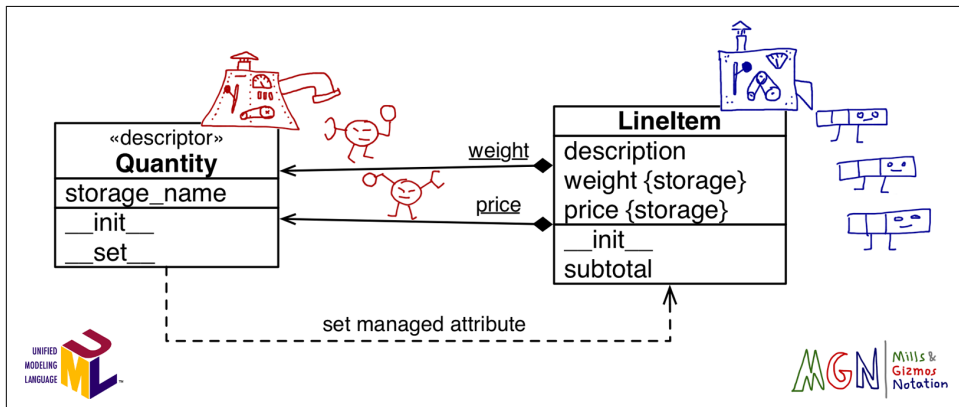 «descriptor»
Quantity
storage_name
__init__
__set__
weight
price
LineItem
description
weight {storage}
price {storage}
__init__
subtotal
set managed attribute
UNIFIED
MODELING
LANGUAGE
UML
TM
MGN
Mills &
Gizmos
Notation